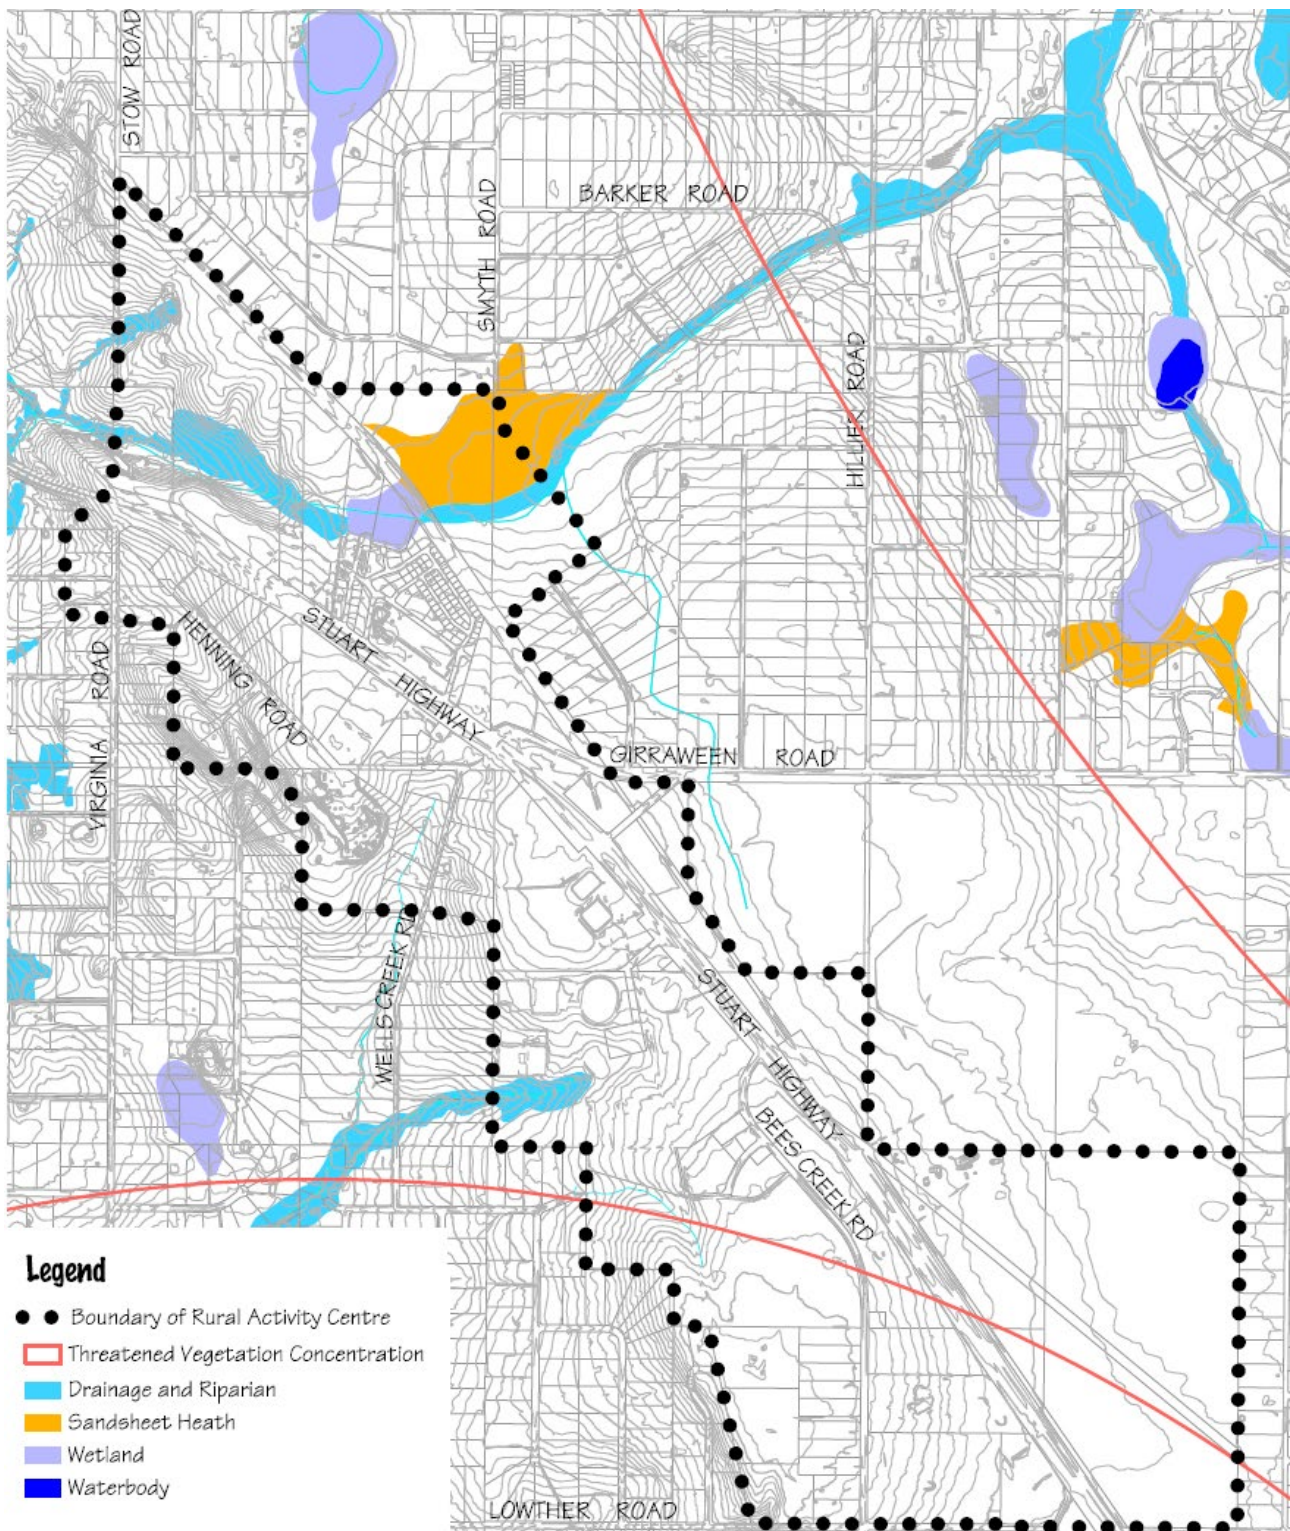 STOW ROAD
BARKER ROAD
SMYTH ROAD
HILLIER ROAD
HENNING ROAD
STUART HIGHWAY
VIRGINIA ROAD
GIRRAWEEN ROAD
WELLS CREEK RD
STUART HIGHWAY
BEES CREEK RD
LOWTHER ROAD
Legend
Boundary of Rural Activity Centre
Threatened Vegetation Concentration
Drainage and Riparian
Sandsheet Heath
Wetland
Waterbody